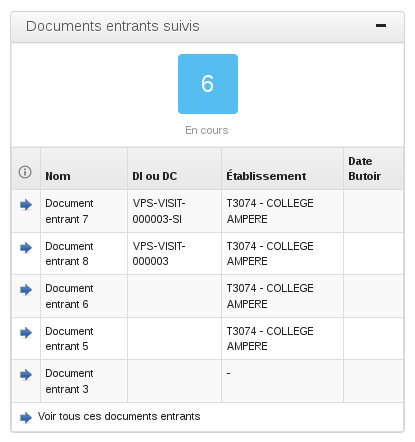 Documents entrants suivis
6
En cours
Nom DI ou DC Établissement Date Butoir
Document entrant 7 VPS-VISIT-000003-SI T3074 - COLLEGE AMPERE
Document entrant 8 VPS-VISIT-000003 T3074 - COLLEGE AMPERE
Document entrant 6 T3074 - COLLEGE AMPERE
Document entrant 5 T3074 - COLLEGE AMPERE
Document entrant 3 -
Voir tous ces documents entrants